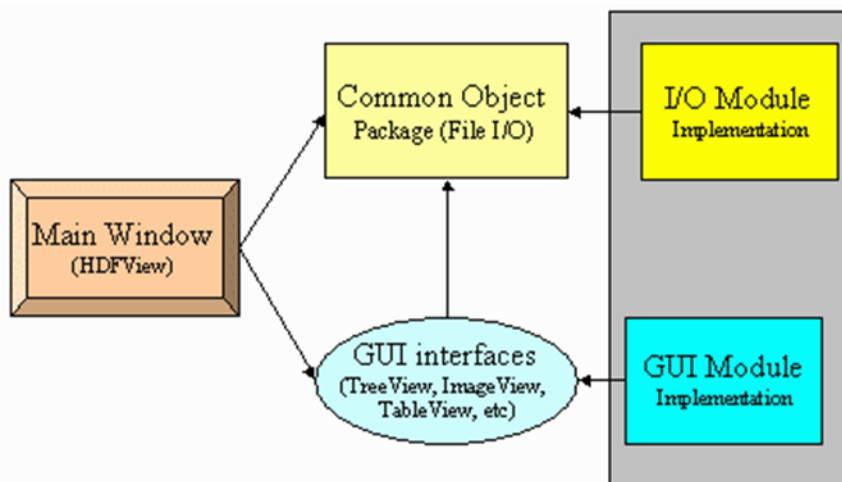 Common Object
Package (File I/O)
I/O Module
Implementation
Main Window
(HDFView)
GUI interfaces
(TreeView, ImageView,
TableView, etc)
GUI Module
Implementation